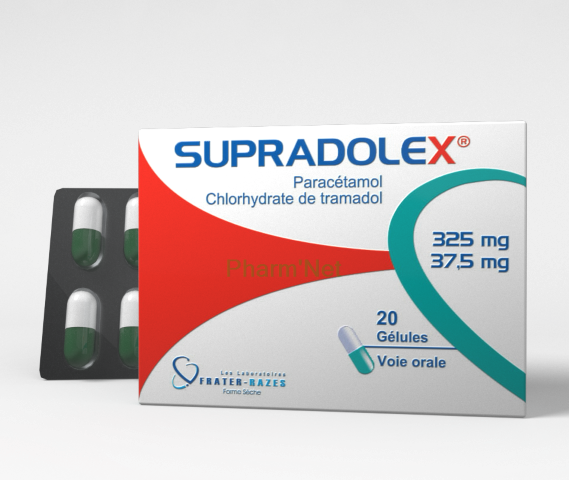 SUPRADOLEX®
Paracétamol
Chlorhydrate de tramadol
325 mg
37,5 mg
Pharm'Net
20
Gélules
Voie orale
Les Laboratoires
FRATER-RAZES
Forme Sèche